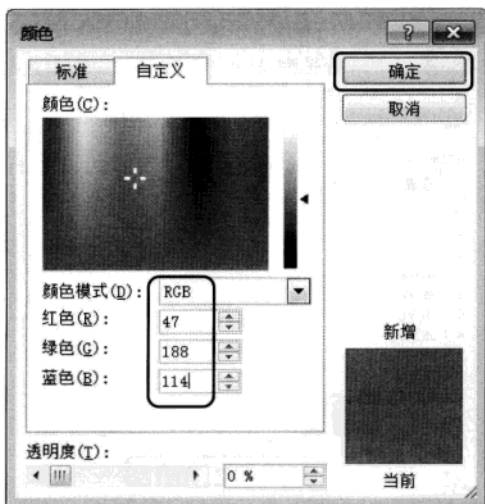 颜色
标准 自定义
确定
取消
颜色(C):
颜色模式(D): RGB
红色(R): 47
绿色(G): 188
蓝色(B): 114
新增
当前
透明度(T):
0 %